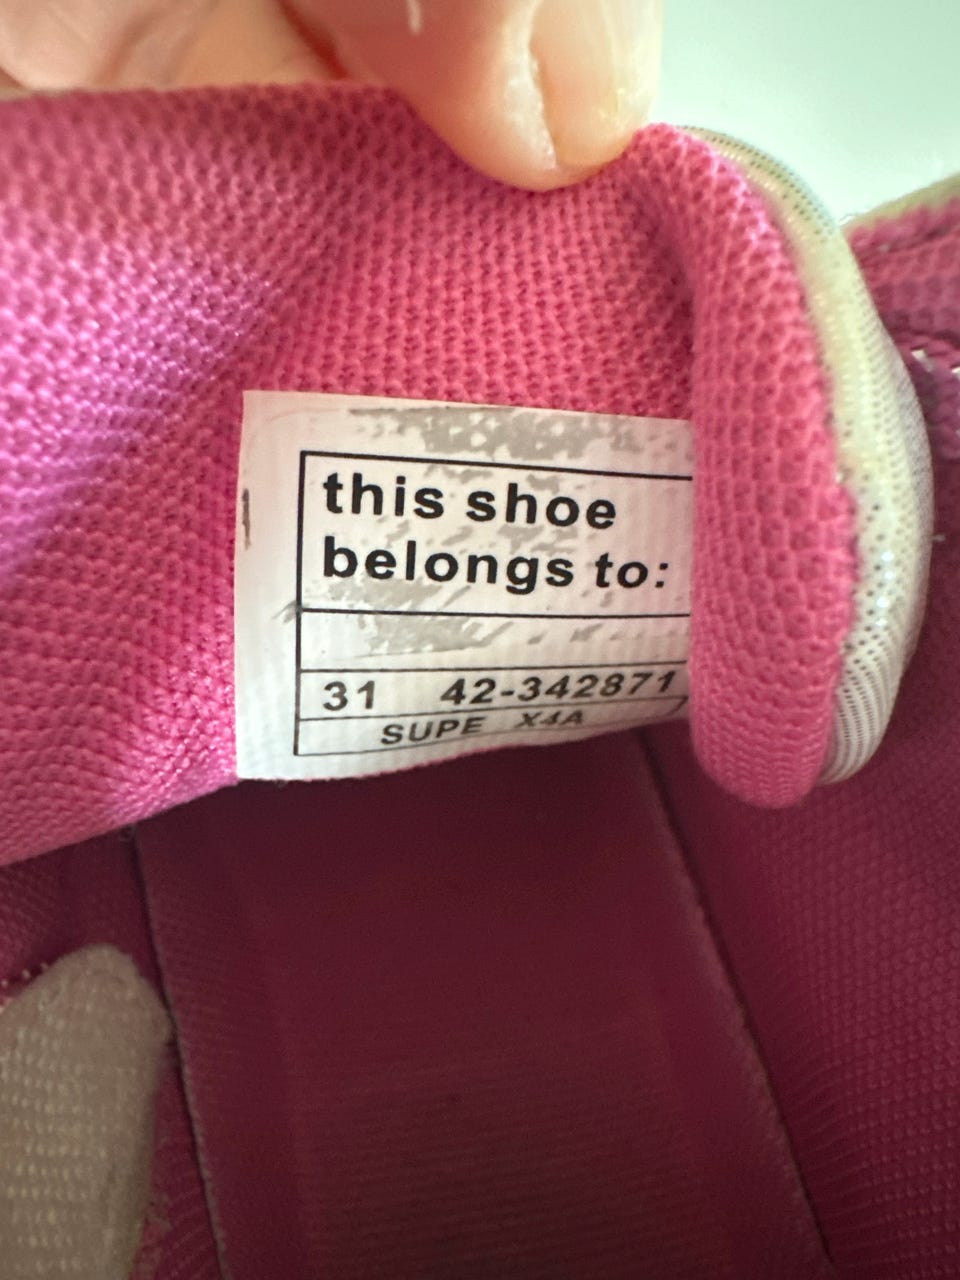 this shoe
belongs to:
31 42-342871
SUPE X4A